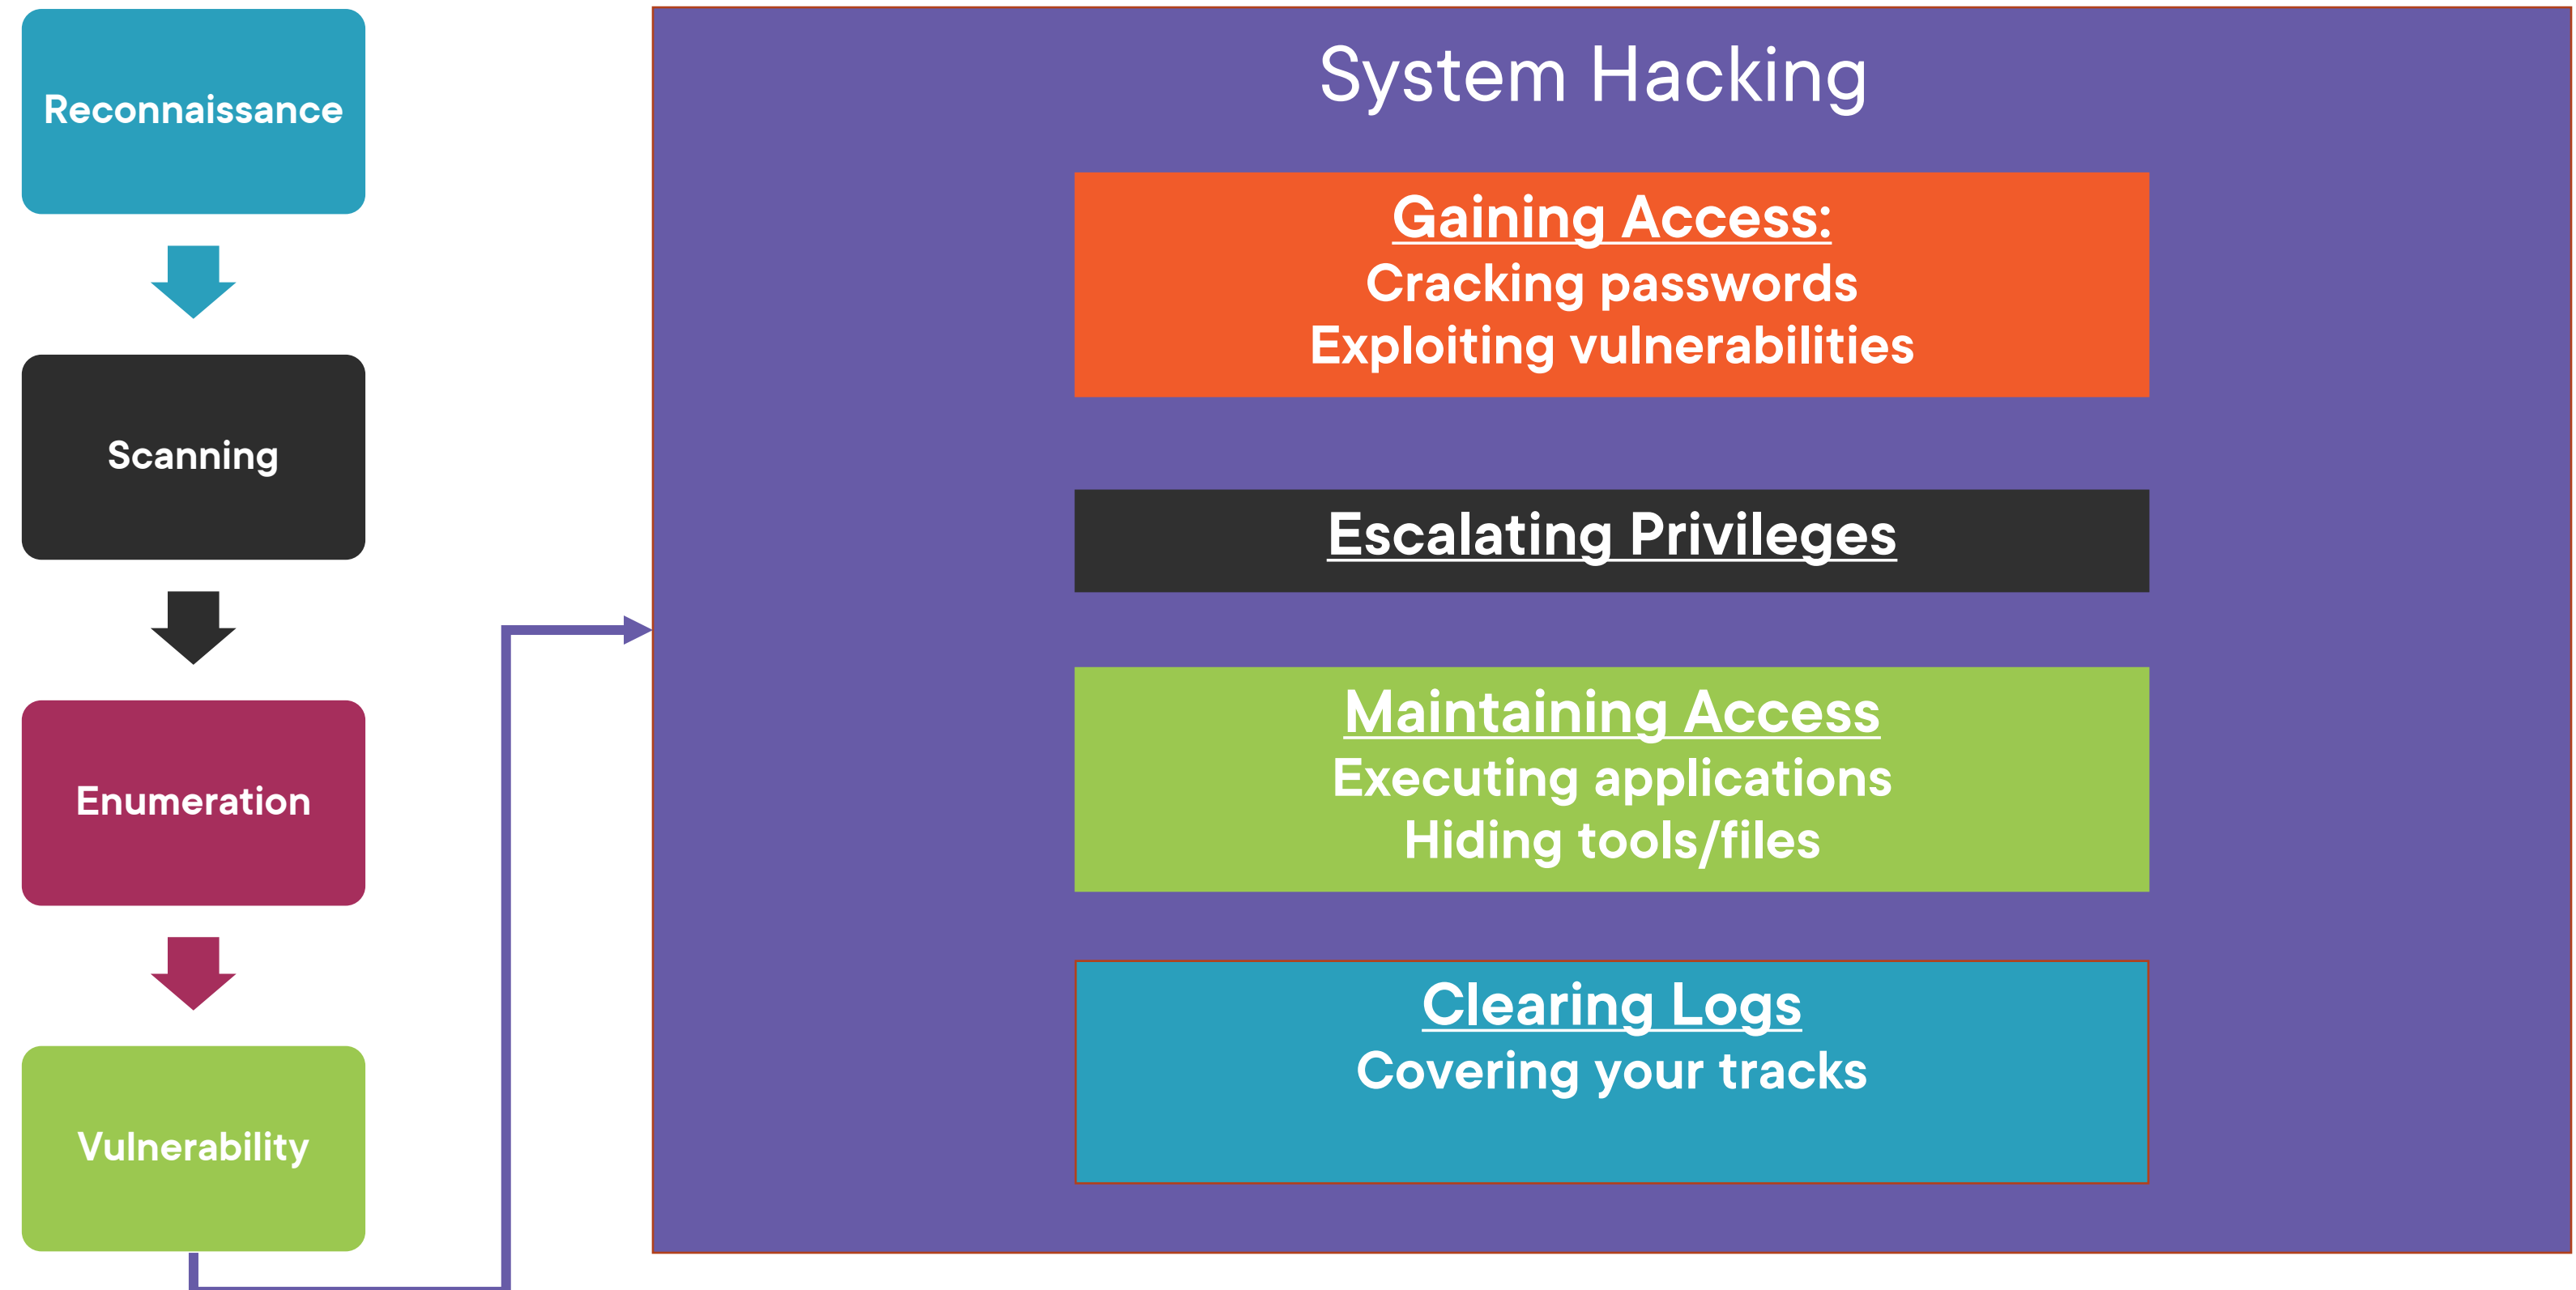 Reconnaissance
Scanning
Enumeration
Vulnerability
System Hacking
Gaining Access:
Cracking passwords
Exploiting vulnerabilities
Escalating Privileges
Maintaining Access
Executing applications
Hiding tools/files
Clearing Logs
Covering your tracks